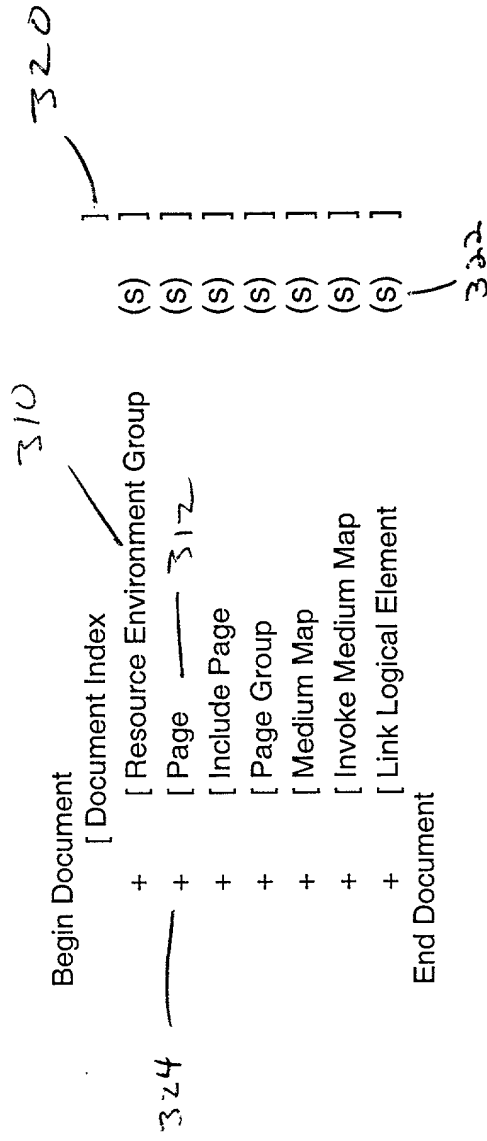 Begin Document
[ Document Index ]
+ [ Resource Environment Group (s) ]
+ [ Page (s) ]
+ [ Include Page (s) ]
+ [ Page Group (s) ]
+ [ Medium Map (s) ]
+ [ Invoke Medium Map (s) ]
+ [ Link Logical Element (s) ]
End Document
310
312
320
322
324